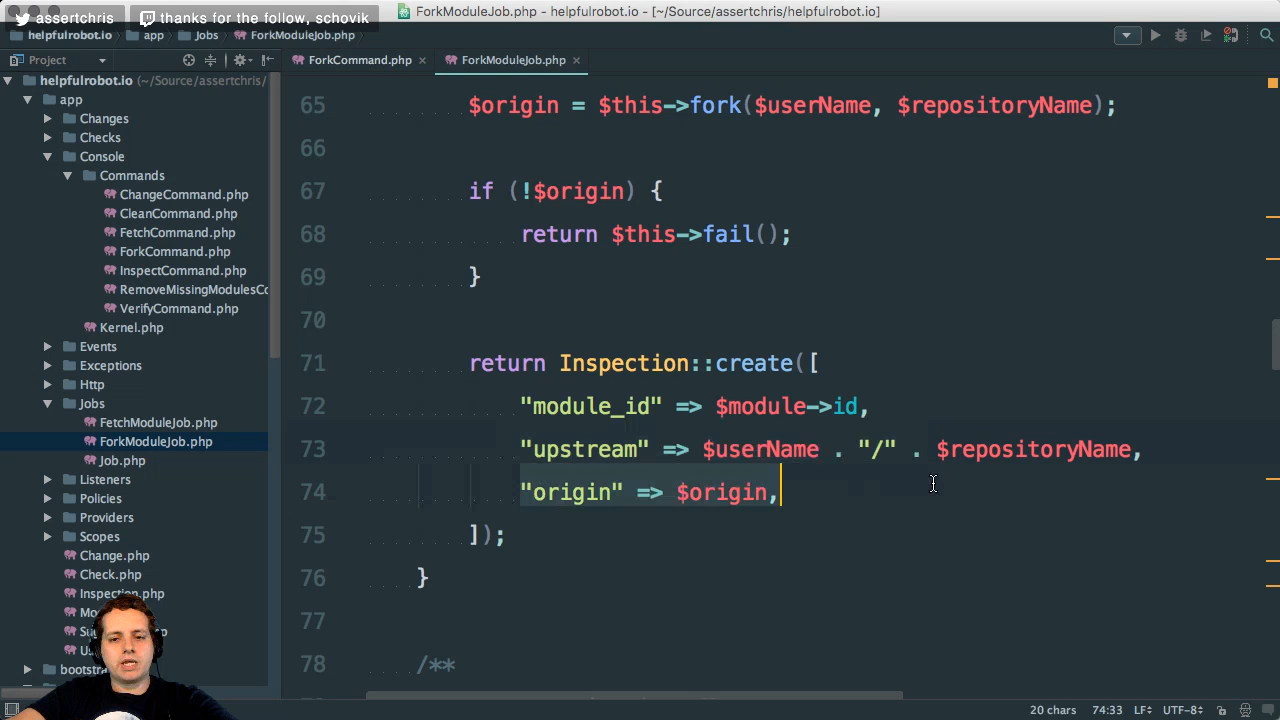 assertchris
thanks for the follow, schovik
ForkModuleJob.php - helpfulrobot.io - [~/Source/assertchris/helpfulrobot.io]
helpfulrobot.io app Jobs ForkModuleJob.php
Project
ForkCommand.php
ForkModuleJob.php
helpfulrobot.io (~/Source/assertchris/
app
Changes
Checks
Console
Commands
ChangeCommand.php
CleanCommand.php
FetchCommand.php
ForkCommand.php
InspectCommand.php
RemoveMissingModulesCo
VerifyCommand.php
Kernel.php
Events
Exceptions
Http
Jobs
FetchModuleJob.php
ForkModuleJob.php
Job.php
Listeners
Policies
Providers
Scopes
Change.php
Check.php
Inspection.php
65 $origin = $this->fork($userName, $repositoryName);
66
67 if (!$origin) {
68 return $this->fail();
69 }
70
71 return Inspection::create([
72 "module_id" => $module->id,
73 "upstream" => $userName . "/" . $repositoryName,
74 "origin" => $origin,
75 ]);
76 }
77
78 /**
20 chars 74:33 LF UTF-8